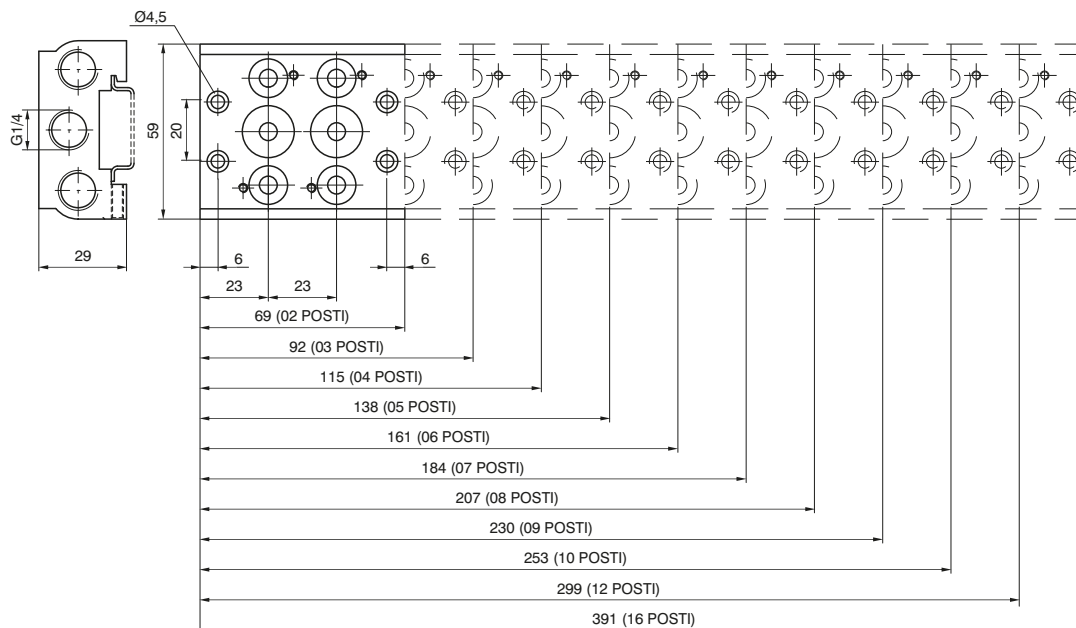 Ø4,5
G1/4
59
20
29
6
6
23
23
69 (02 POSTI)
92 (03 POSTI)
115 (04 POSTI)
138 (05 POSTI)
161 (06 POSTI)
184 (07 POSTI)
207 (08 POSTI)
230 (09 POSTI)
253 (10 POSTI)
299 (12 POSTI)
391 (16 POSTI)